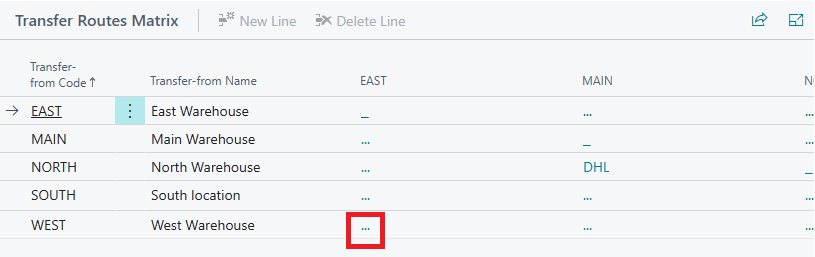 Transfer Routes Matrix New Line Delete Line
Transfer-
from Code ↑ Transfer-from Name EAST MAIN
EAST East Warehouse _ ... ...
MAIN Main Warehouse ... _ ...
NORTH North Warehouse ... DHL _
SOUTH South location ... ... ...
WEST West Warehouse ... ... ...